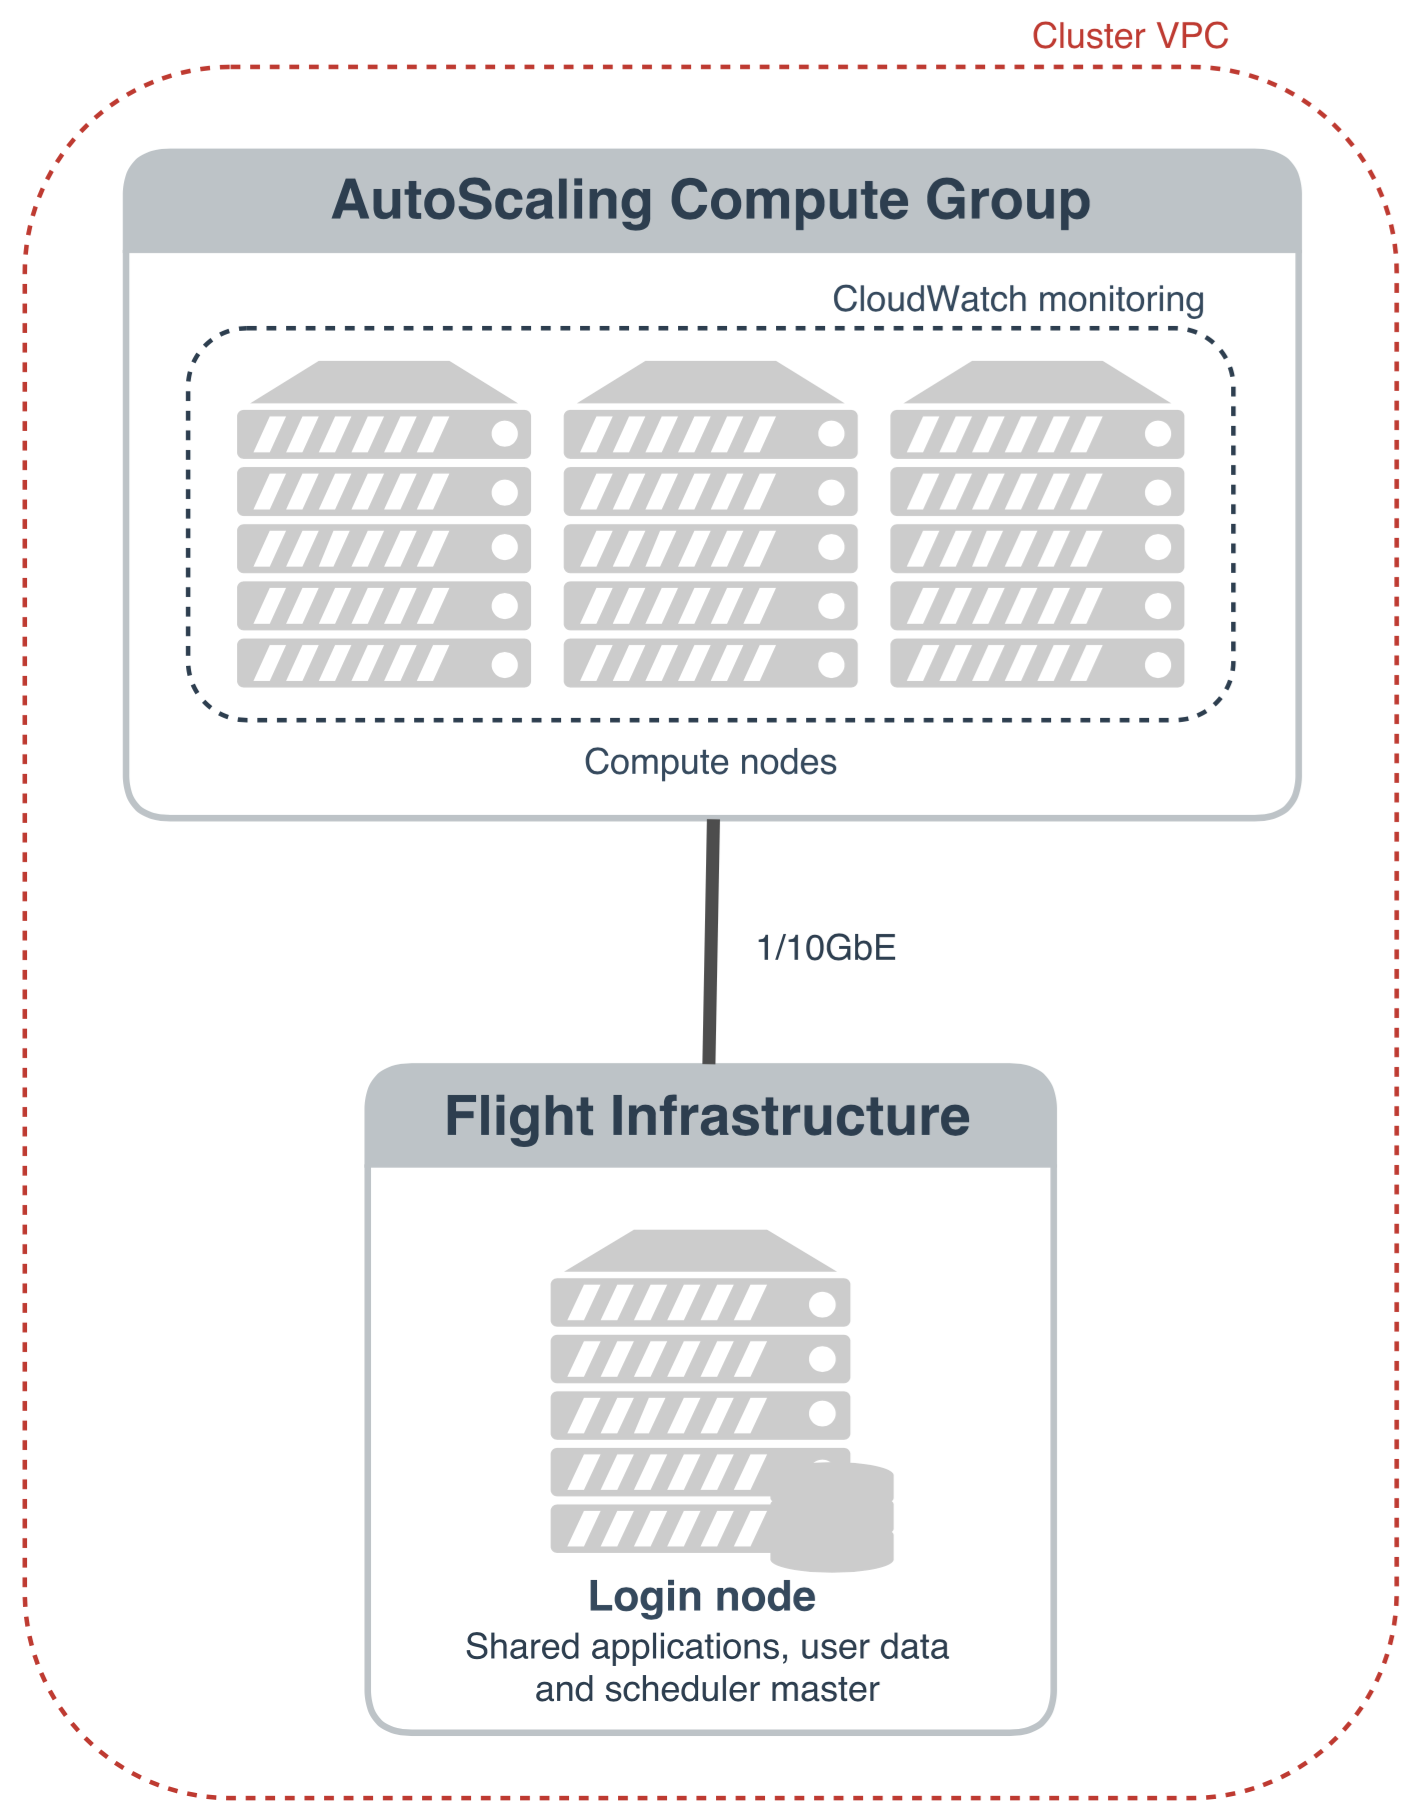 Cluster VPC
AutoScaling Compute Group
CloudWatch monitoring
Compute nodes
1/10GbE
Flight Infrastructure
Login node
Shared applications, user data
and scheduler master